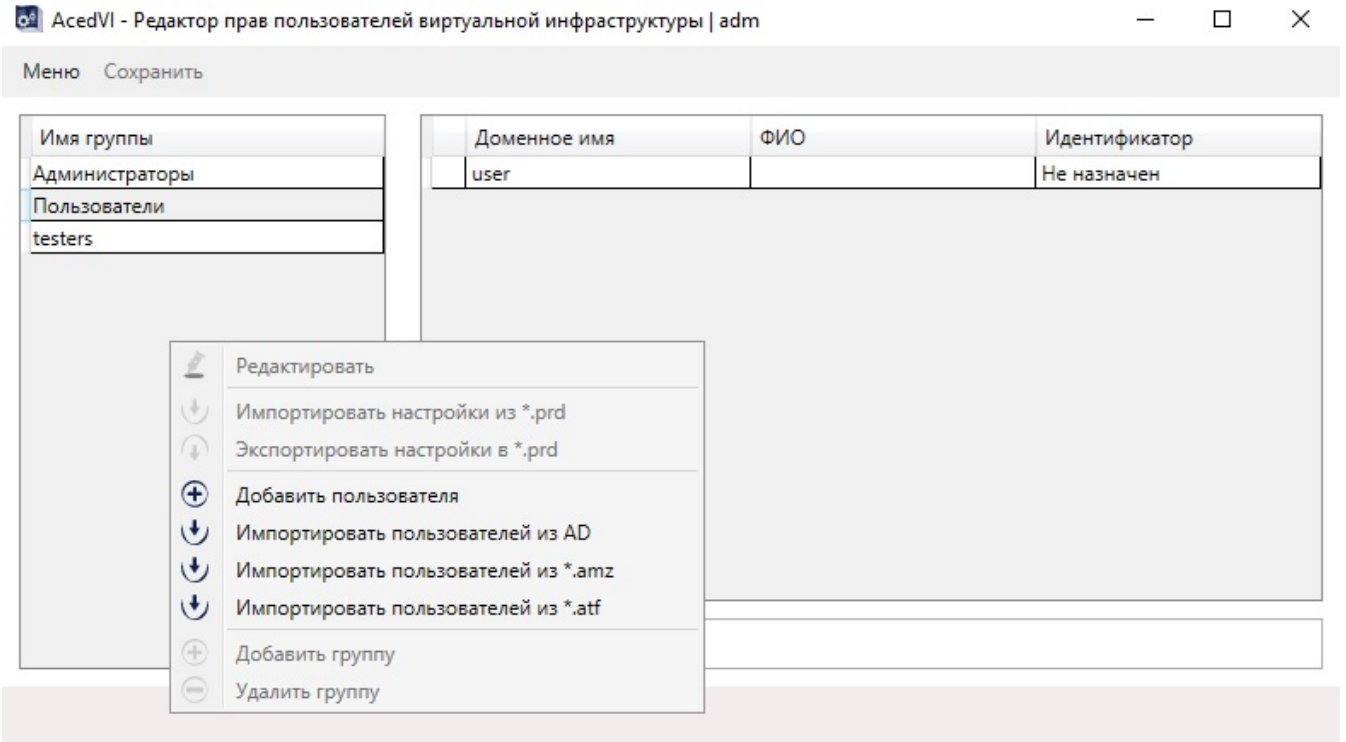 AcedVI - Редактор прав пользователей виртуальной инфраструктуры | adm
Меню Сохранить
Имя группы
Администраторы
Пользователи
testers
Доменное имя ФИО Идентификатор
user Не назначен
Редактировать
Импортировать настройки из *.prd
Экспортировать настройки в *.prd
Добавить пользователя
Импортировать пользователей из AD
Импортировать пользователей из *.amz
Импортировать пользователей из *.atf
Добавить группу
Удалить группу